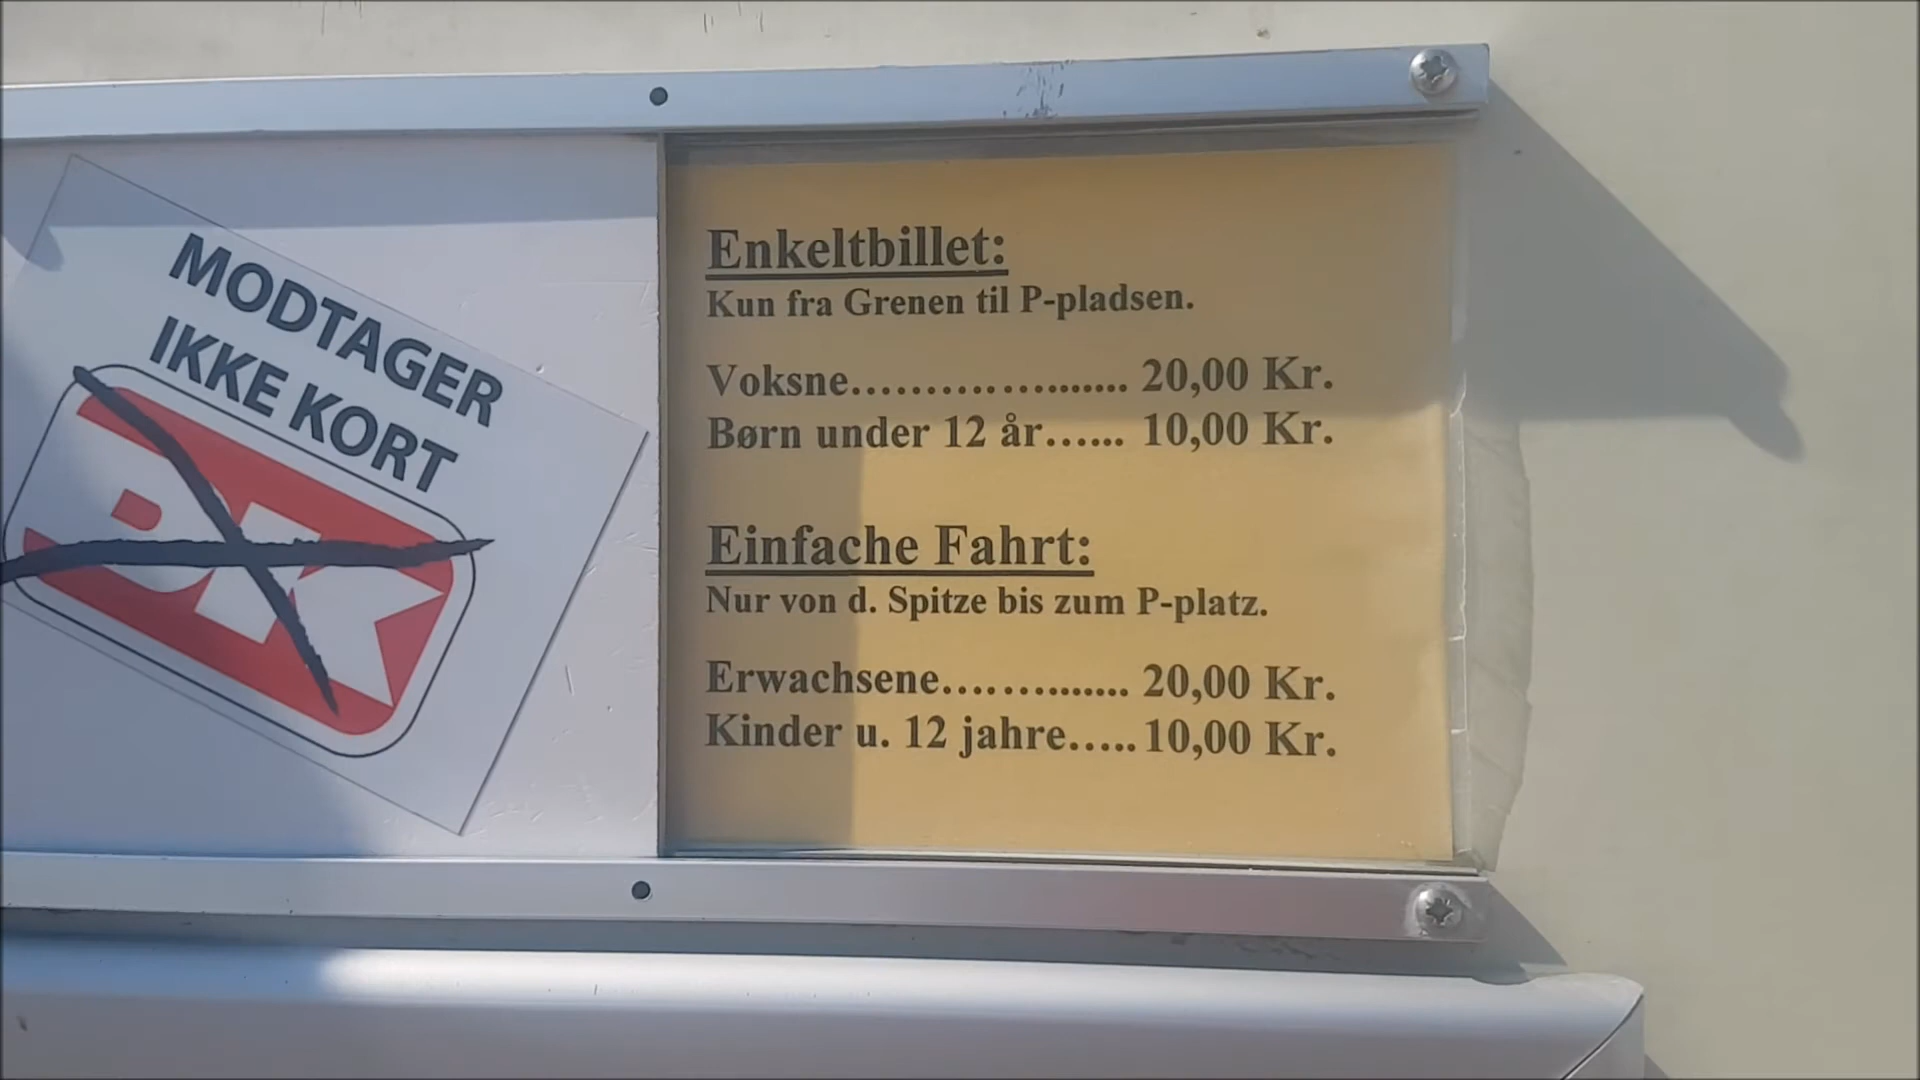 MODTAGER
IKKE KORT
DK
Enkeltbillet:
Kun fra Grenen til P-pladsen.
Voksne...................... 20,00 Kr.
Børn under 12 år...... 10,00 Kr.
Einfache Fahrt:
Nur von d. Spitze bis zum P-platz.
Erwachsene............... 20,00 Kr.
Kinder u. 12 jahre..... 10,00 Kr.